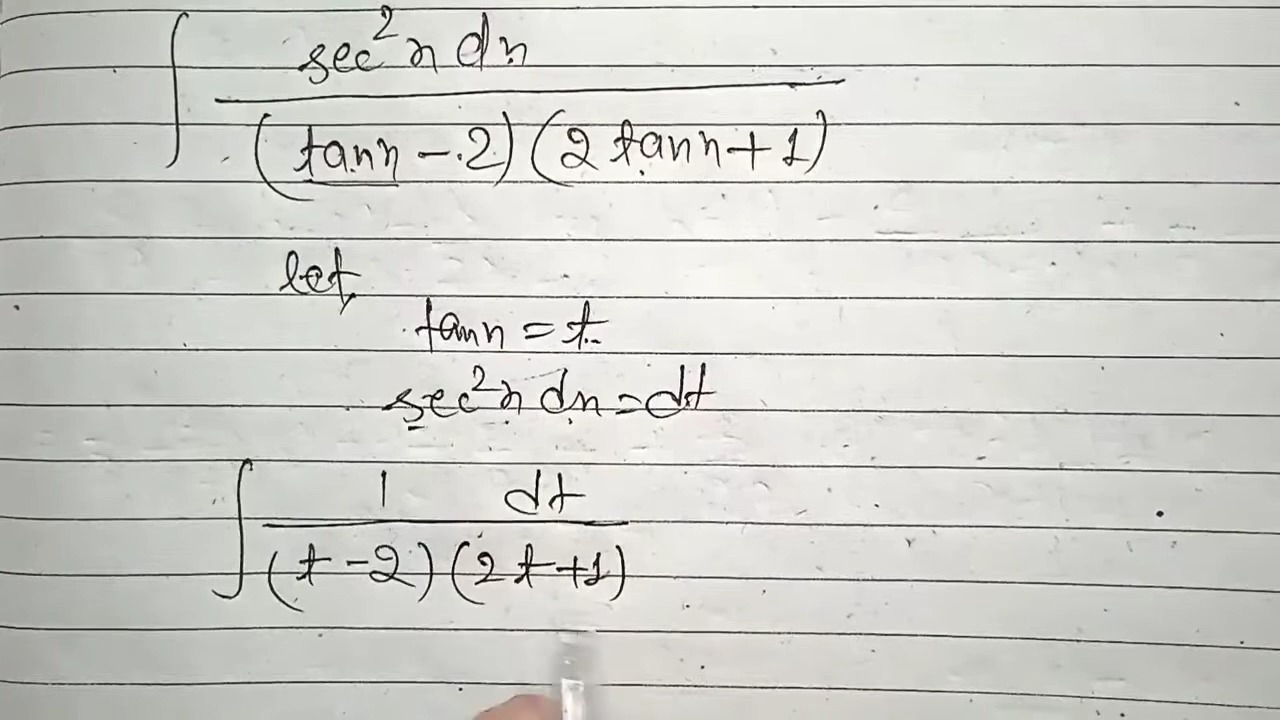 ∫ sec²x dx / (tanx - 2)(2 tanx + 1)
let,
tanx = t
sec²x dx = dt
∫ 1 dt / (t - 2)(2t + 1)